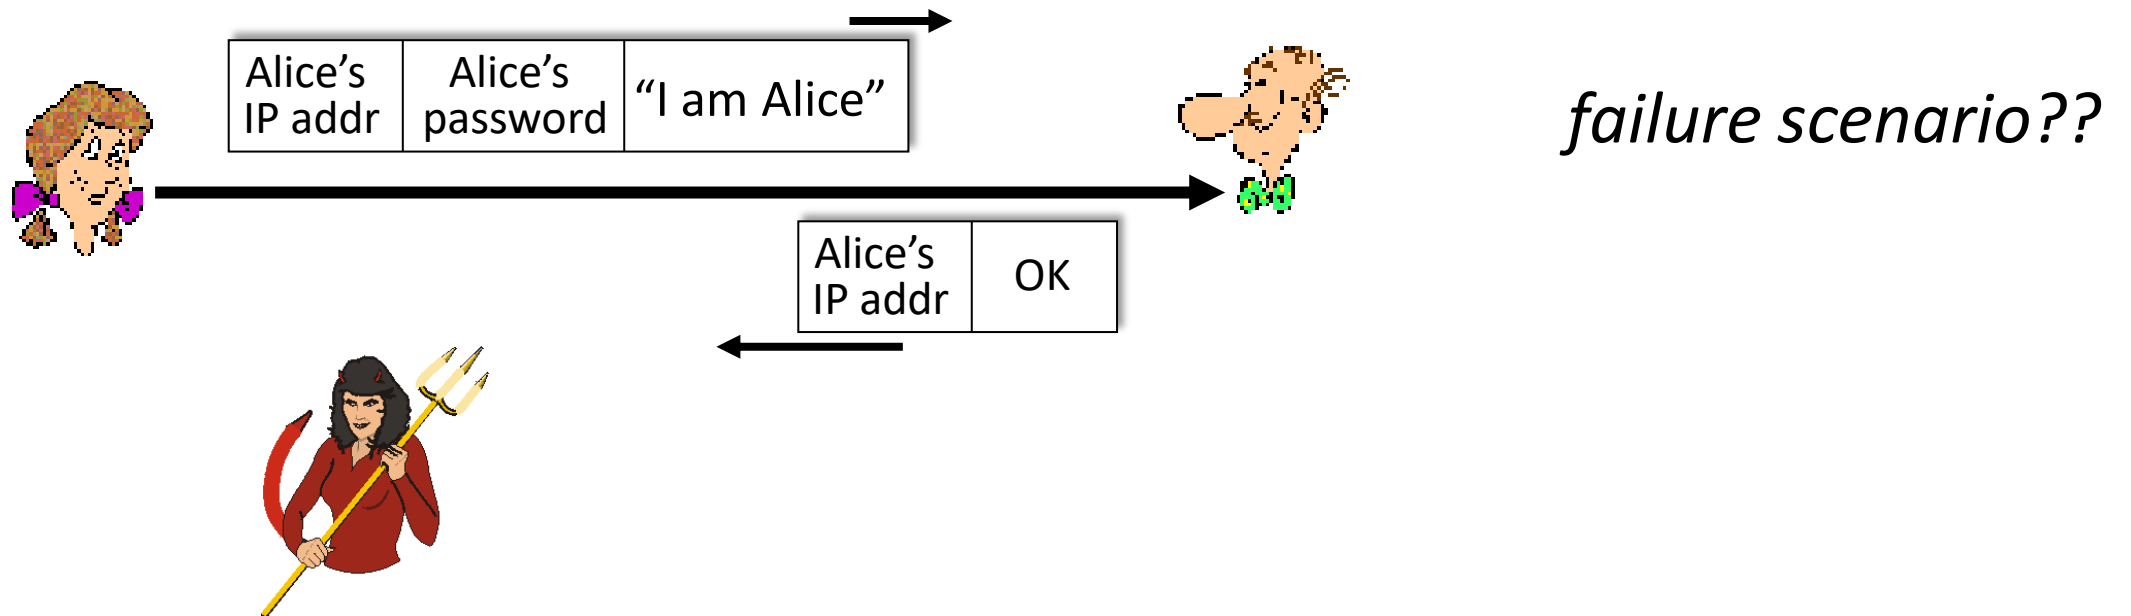 Alice’s
IP addr
Alice’s
password
“I am Alice”
failure scenario??
Alice’s
IP addr
OK